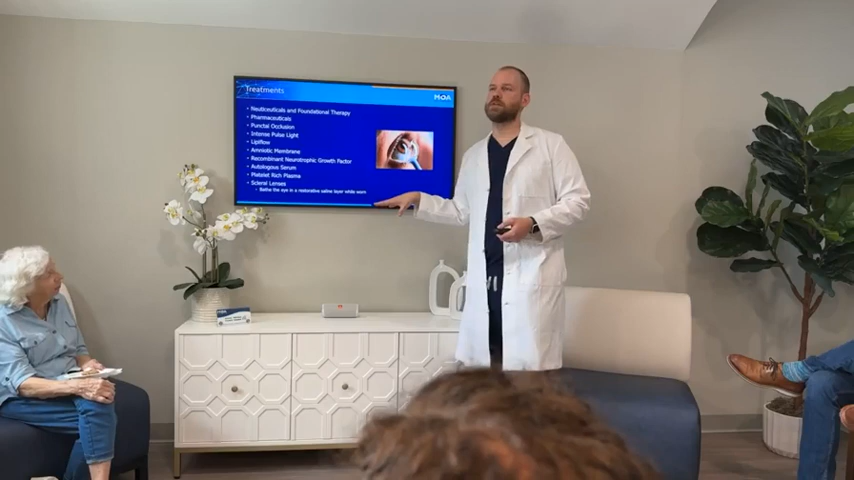 Treatments
MOA
• Neuticeuticals and Foundational Therapy
• Pharmaceuticals
• Punctal Occlusion
• Intense Pulse Light
• Lipiflow
• Amniotic Membrane
• Recombinant Neurotrophic Growth Factor
• Autologous Serum
• Platelet Rich Plasma
• Scleral Lenses
• Bathe the eye in a restorative saline layer while worn